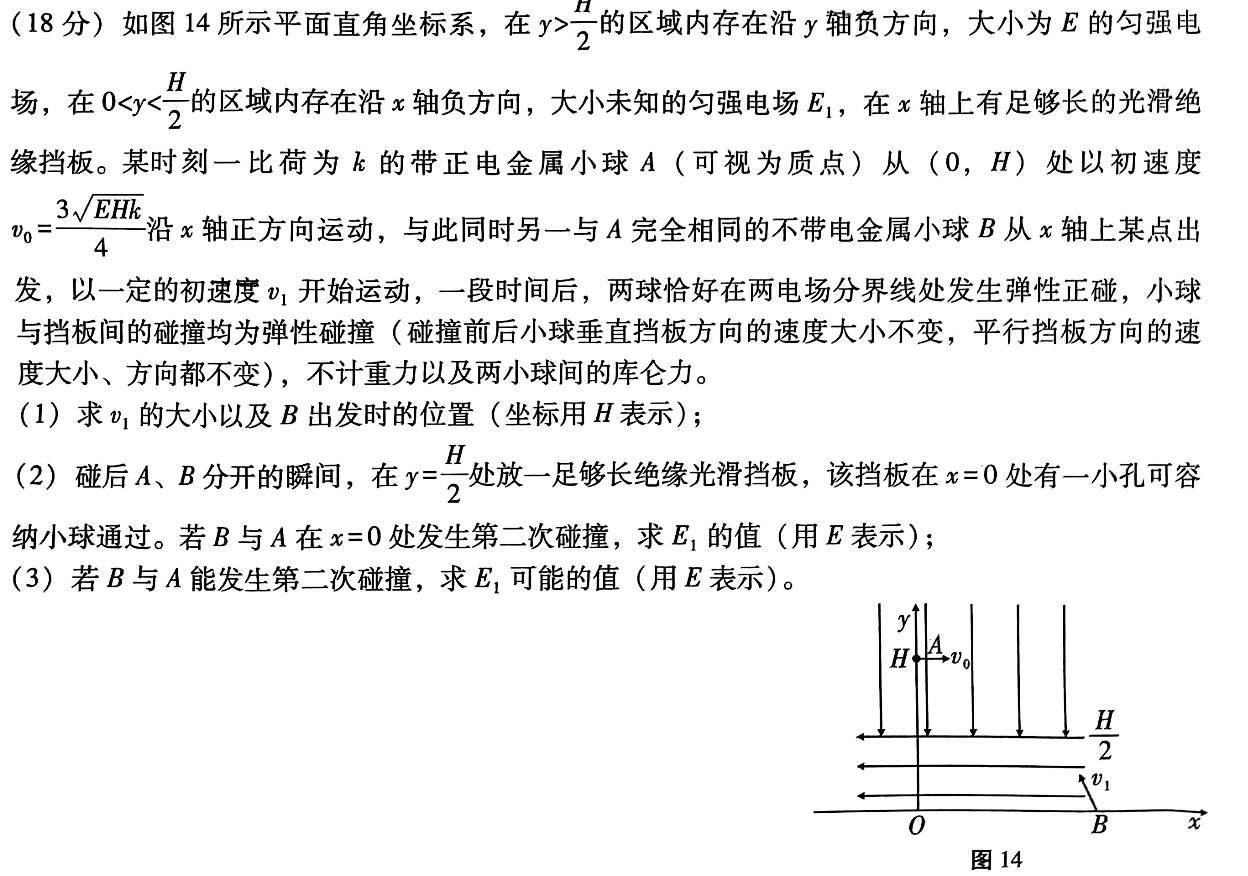 (18 分) 如图 14 所示平面直角坐标系，在 y>H/2 的区域内存在沿 y 轴负方向，大小为 E 的匀强电
场，在 0<y<H/2 的区域内存在沿 x 轴负方向，大小未知的匀强电场 E₁，在 x 轴上有足够长的光滑绝
缘挡板。某时刻一比荷为 k 的带正电金属小球 A（可视为质点）从（0，H）处以初速度
v₀=3√(EHk)/4 沿 x 轴正方向运动，与此同时另一与 A 完全相同的不带电金属小球 B 从 x 轴上某点出
发，以一定的初速度 v₁ 开始运动，一段时间后，两球恰好在两电场分界线处发生弹性正碰，小球
与挡板间的碰撞均为弹性碰撞（碰撞前后小球垂直挡板方向的速度大小不变，平行挡板方向的速
度大小、方向都不变），不计重力以及两小球间的库仑力。
（1）求 v₁ 的大小以及 B 出发时的位置（坐标用 H 表示）；
（2）碰后 A、B 分开的瞬间，在 y=H/2 处放一足够长绝缘光滑挡板，该挡板在 x=0 处有一小孔可容
纳小球通过。若 B 与 A 在 x=0 处发生第二次碰撞，求 E₁ 的值（用 E 表示）；
（3）若 B 与 A 能发生第二次碰撞，求 E₁ 可能的值（用 E 表示）。
y
H
A
v₀
H/2
v₁
O
B
x
图 14